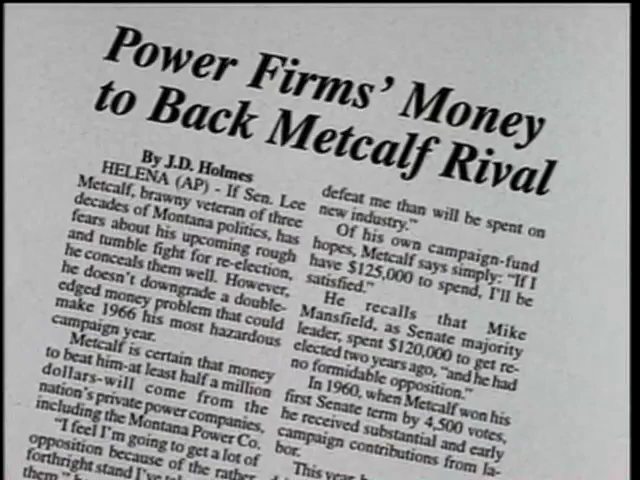 Power Firms' Money
to Back Metcalf Rival
By J.D. Holmes
HELENA (AP) - If Sen. Lee
Metcalf, brawny veteran of three
decades of Montana politics, has
fears about his upcoming rough
and tumble fight for re-election,
he conceals them well. However,
he doesn't downgrade a double-
edged money problem that could
make 1966 his most hazardous
campaign year.
Metcalf is certain that money
to beat him-at least half a million
dollars-will come from the
nation's private power companies,
including the Montana Power Co.
"I feel I'm going to get a lot of
opposition because of the rather
forthright stand I've
them"
defeat me than will be spent on
new industry."
Of his own campaign-fund
hopes, Metcalf says simply: "If I
have $125,000 to spend, I'll be
satisfied."
He recalls that Mike
Mansfield, as Senate majority
leader, spent $120,000 to get re-
elected two years ago, "and he had
no formidable opposition."
In 1960, when Metcalf won his
first Senate term by 4,500 votes,
he received substantial and early
campaign contributions from la-
bor.
This year